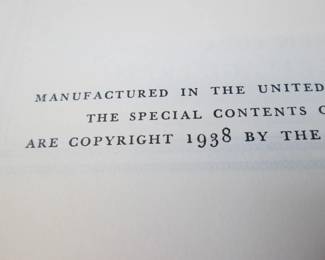 MANUFACTURED IN THE UNITED
THE SPECIAL CONTENTS
ARE COPYRIGHT 1938 BY THE